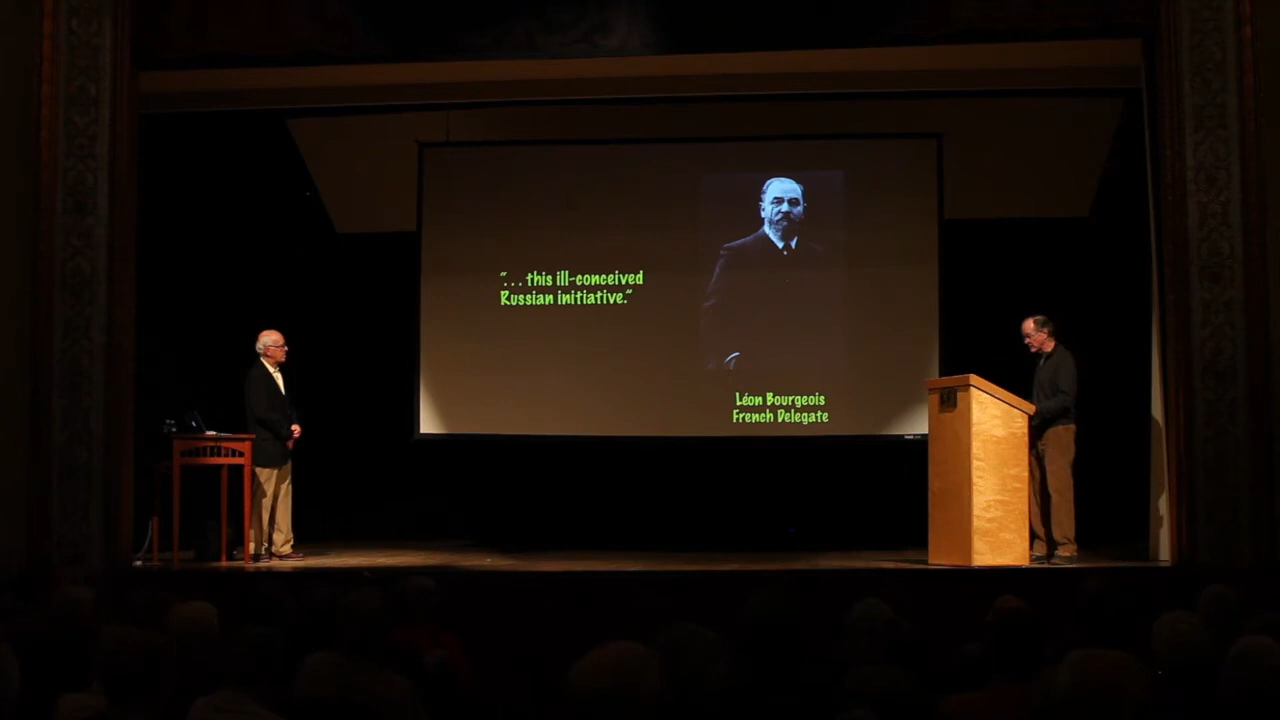 “. . . this ill-conceived
Russian initiative.”
Léon Bourgeois
French Delegate